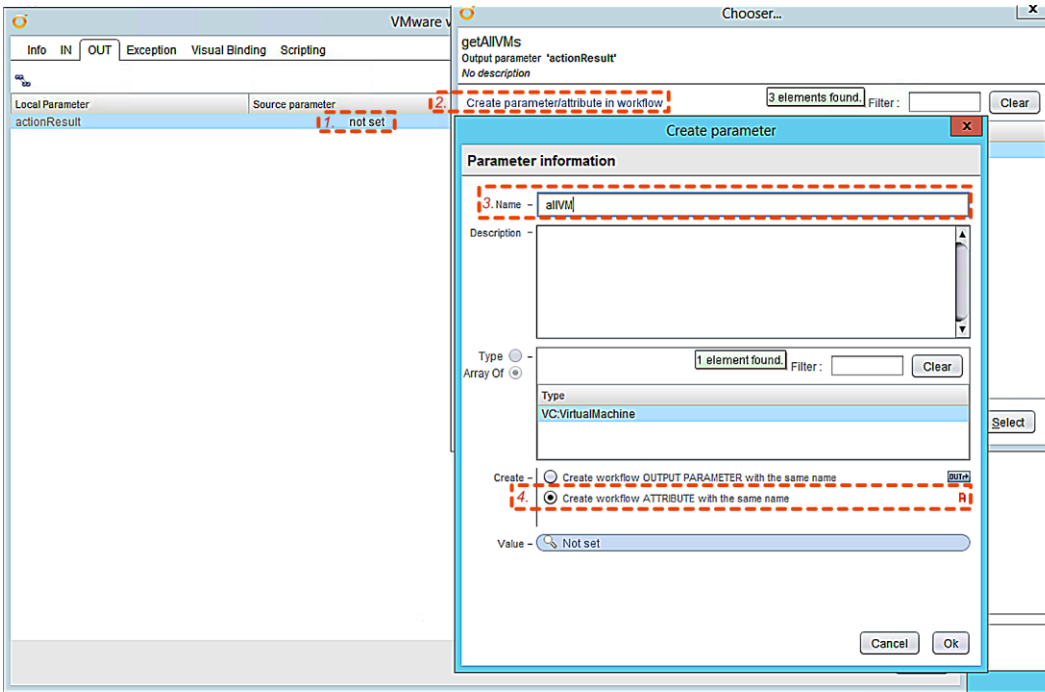 VMware v
Chooser...
x
Info IN OUT Exception Visual Binding Scripting
getAllVMs
Output parameter 'actionResult'
No description
Local Parameter
Source parameter
2. Create parameter/attribute in workflow
3 elements found.
Filter :
Clear
actionResult
1. not set
Create parameter
x
Parameter information
3. Name
allVM
Description
Type
Array Of
1 element found.
Filter :
Clear
Type
VC:VirtualMachine
Select
Create
Create workflow OUTPUT PARAMETER with the same name
OUT
4. Create workflow ATTRIBUTE with the same name
A
Value
Not set
Cancel
Ok